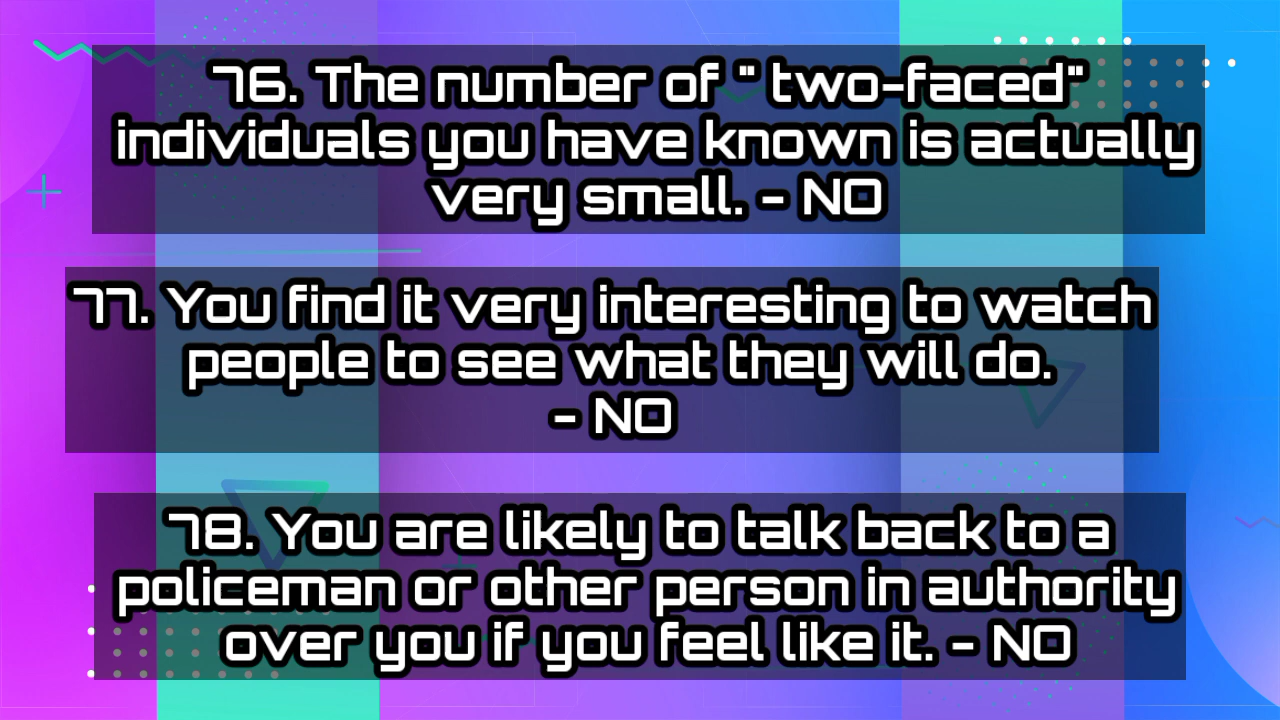 76. The number of " two-faced"
individuals you have known is actually
very small. - NO
77. You find it very interesting to watch
people to see what they will do.
- NO
78. You are likely to talk back to a
policeman or other person in authority
over you if you feel like it. - NO